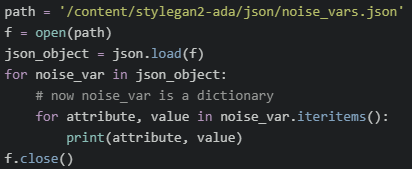 path = '/content/stylegan2-ada/json/noise_vars.json'
f = open(path)
json_object = json.load(f)
for noise_var in json_object:
    # now noise_var is a dictionary
    for attribute, value in noise_var.iteritems():
        print(attribute, value)
f.close()